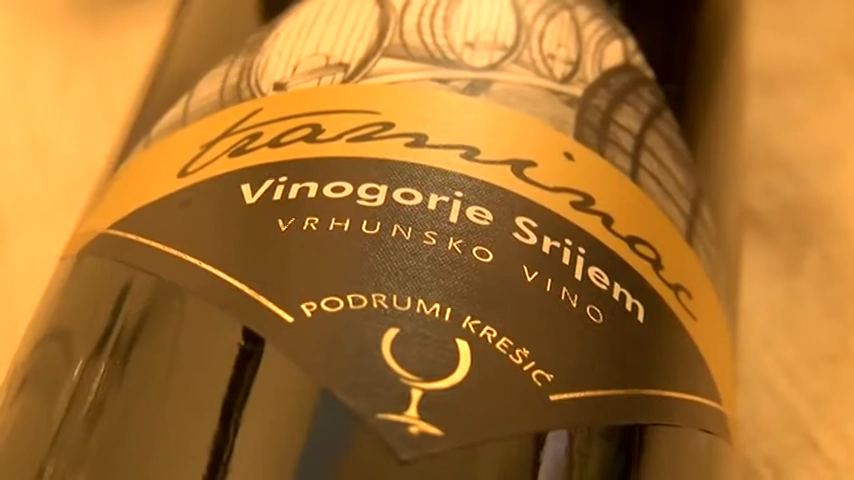 traminac
Vinogorje Srijem
VRHUNSKO VINO
PODRUMI KREŠIĆ